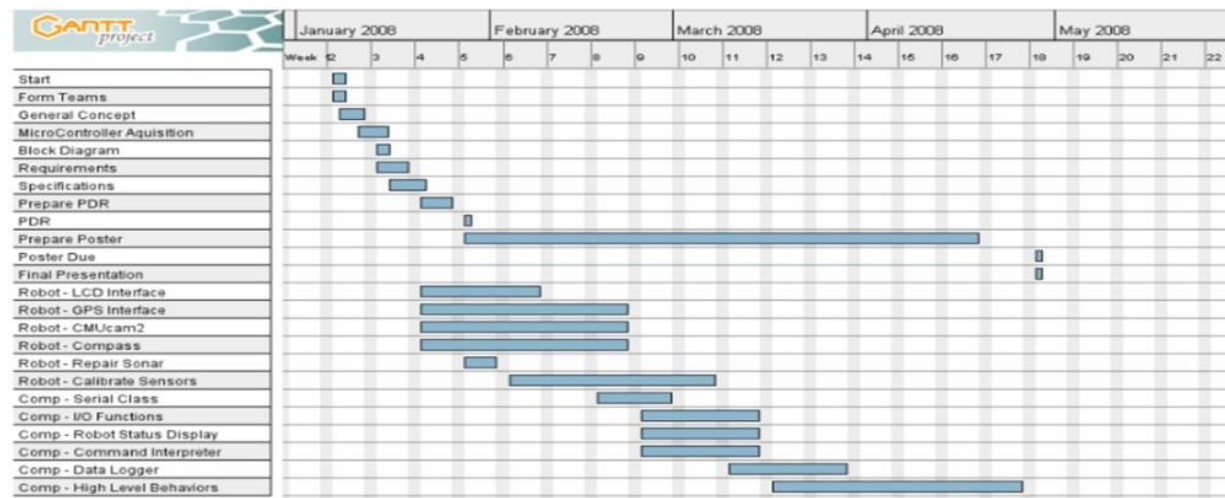 GANTT
project
January 2008 February 2008 March 2008 April 2008 May 2008
Week 2 3 4 5 6 7 8 9 10 11 12 13 14 15 16 17 18 19 20 21 22
Start
Form Teams
General Concept
MicroController Aquisition
Block Diagram
Requirements
Specifications
Prepare PDR
PDR
Prepare Poster
Poster Due
Final Presentation
Robot - LCD Interface
Robot - GPS Interface
Robot - CMUcam2
Robot - Compass
Robot - Repair Sonar
Robot - Calibrate Sensors
Comp - Serial Class
Comp - I/O Functions
Comp - Robot Status Display
Comp - Command Interpreter
Comp - Data Logger
Comp - High Level Behaviors